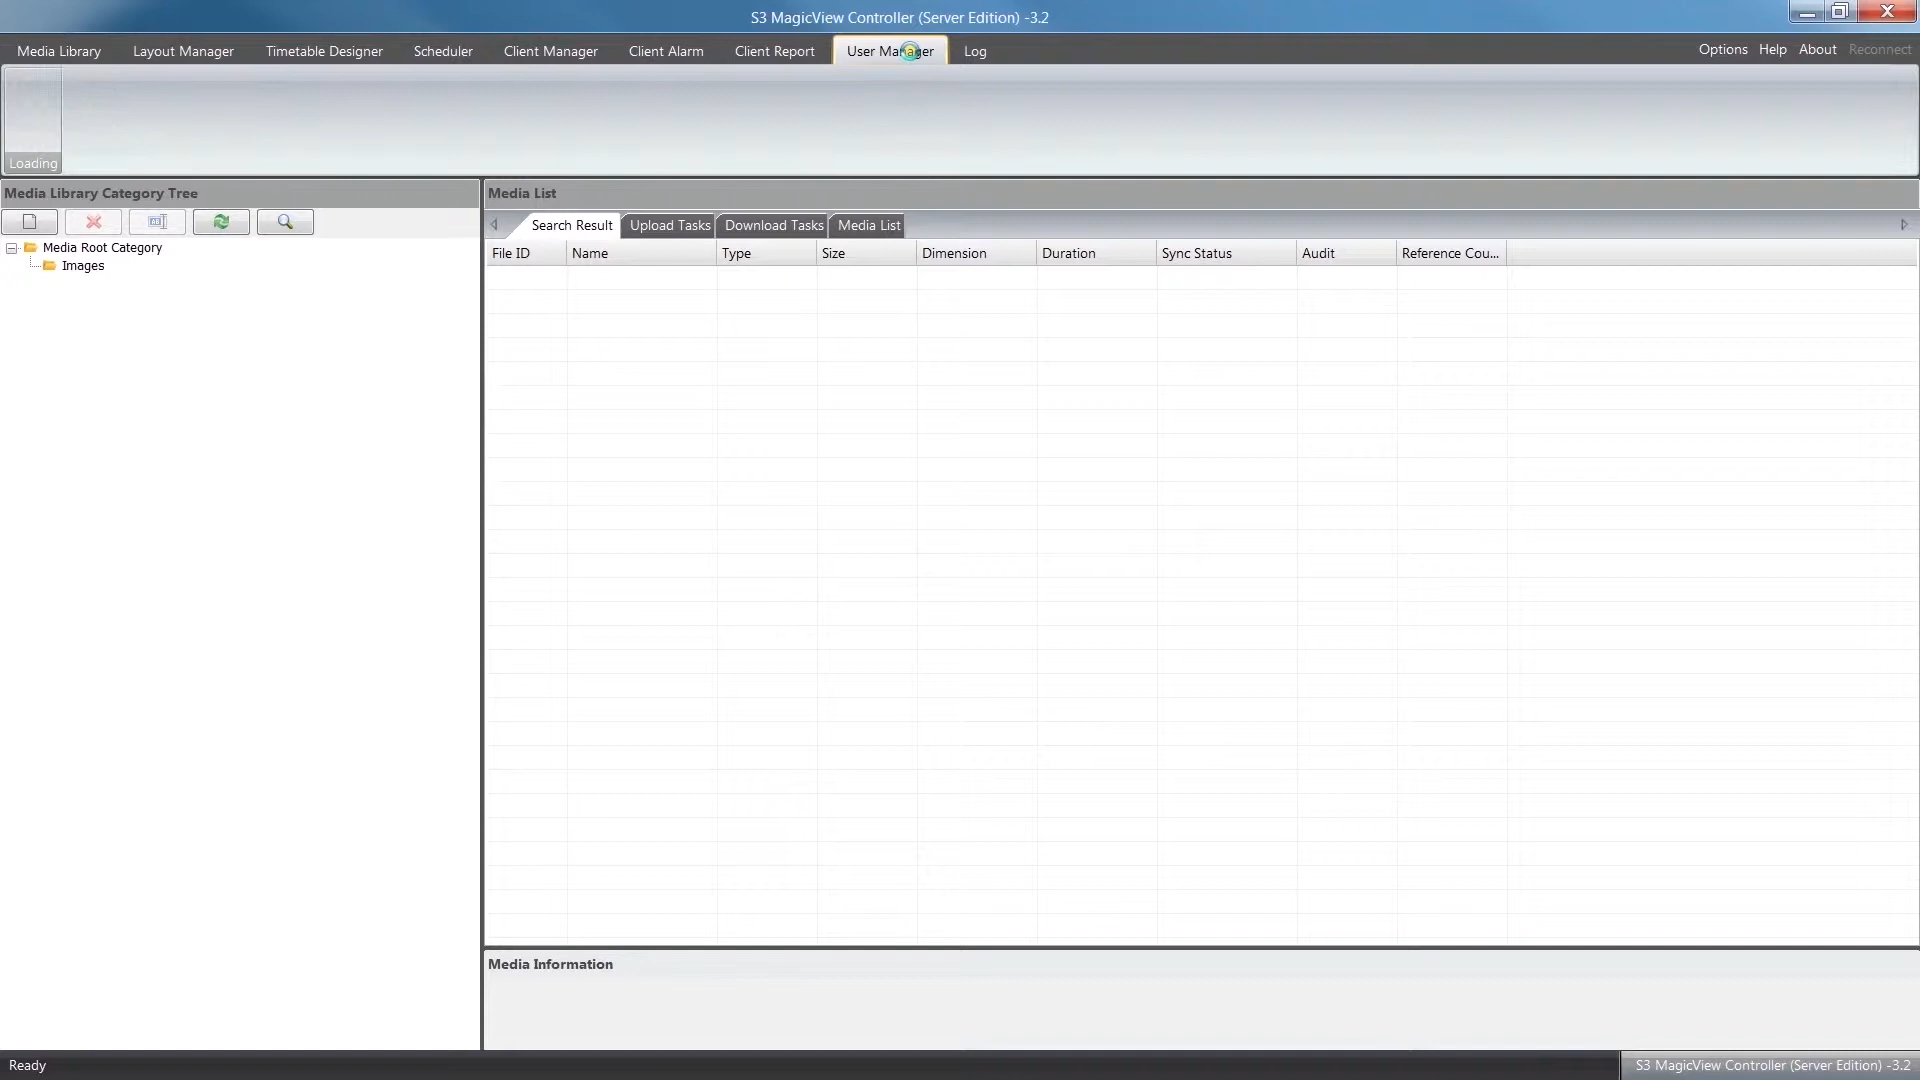 S3 MagicView Controller (Server Edition) -3.2
Media Library Layout Manager Timetable Designer Scheduler Client Manager Client Alarm Client Report User Manager Log Options Help About Reconnect
Loading
Media Library Category Tree
Media List
Search Result Upload Tasks Download Tasks Media List
Media Root Category
Images
File ID Name Type Size Dimension Duration Sync Status Audit Reference Cou...
Media Information
Ready
S3 MagicView Controller (Server Edition) -3.2